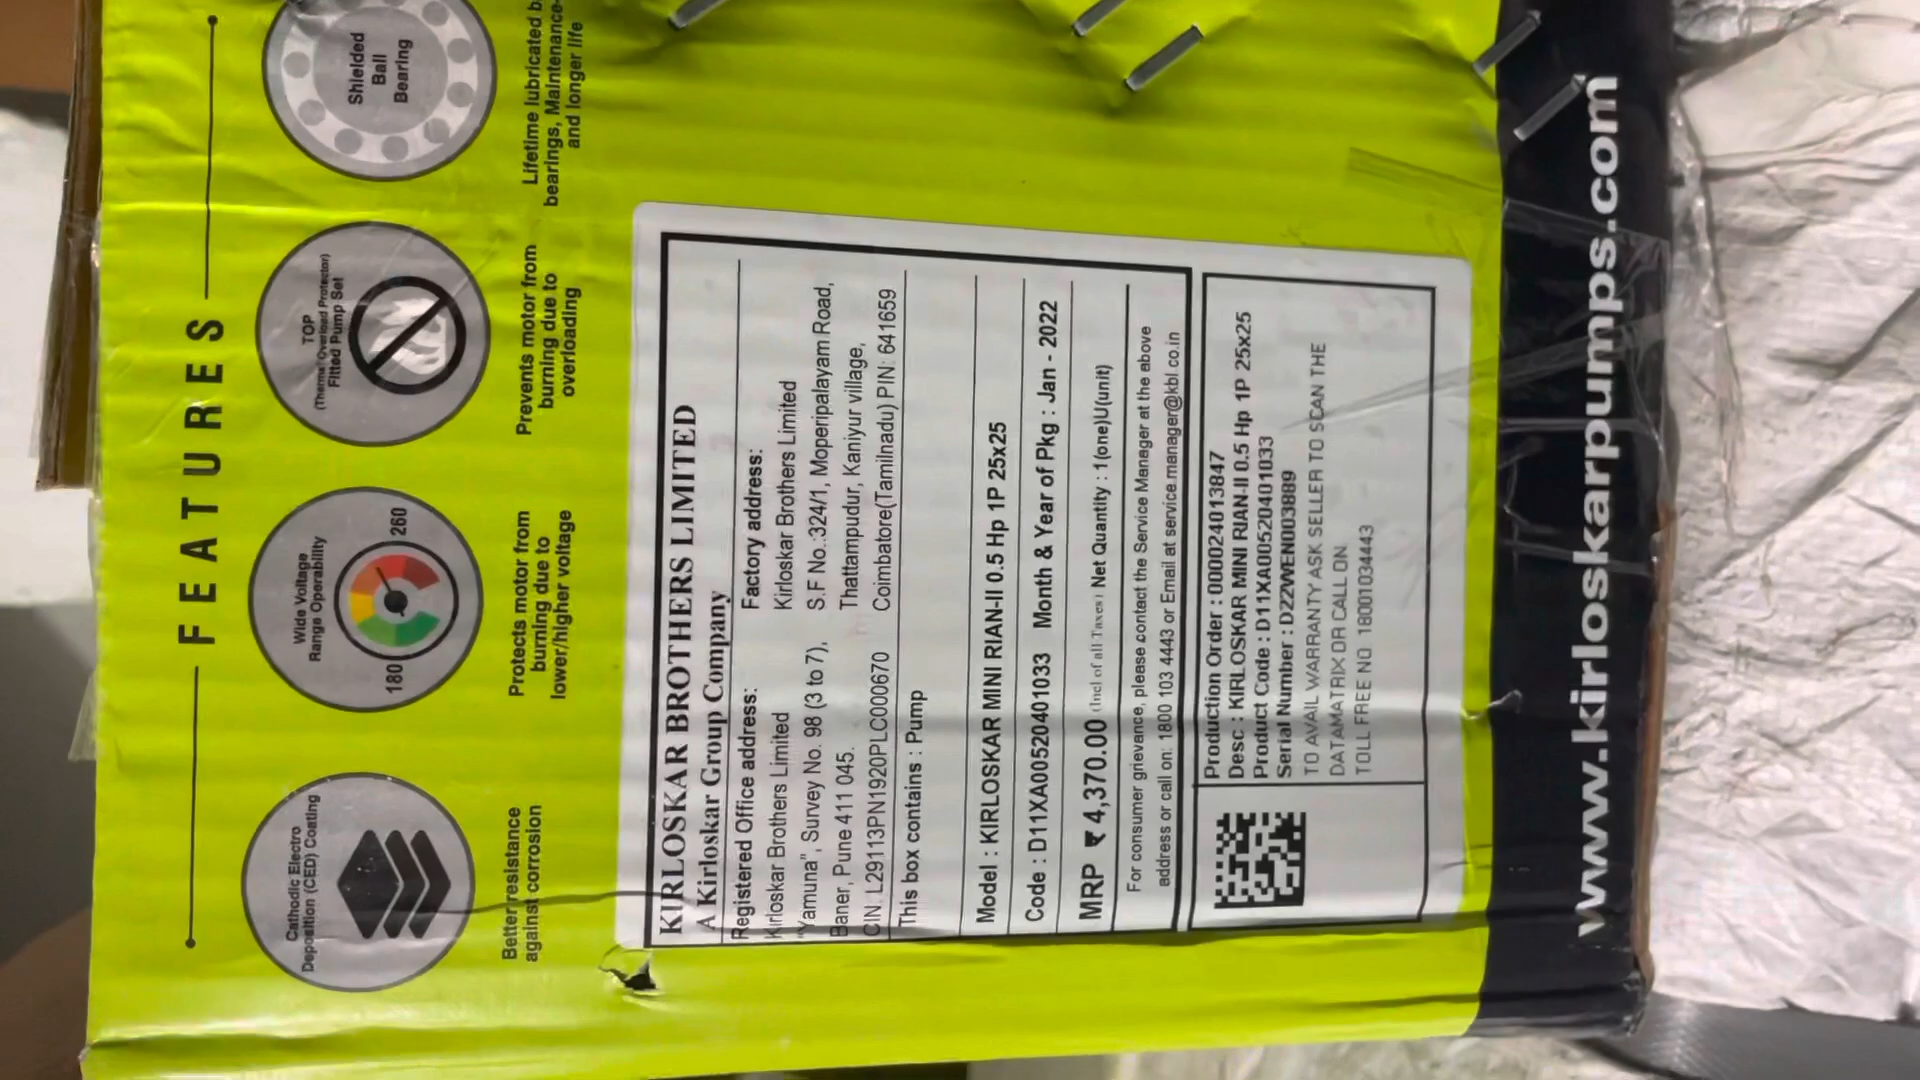 FEATURES
Cathodic Electro
Deposition (CED) Coating
Better resistance
against corrosion
Wide Voltage
Range Operability
180
260
Protects motor from
burning due to
lower/higher voltage
TOP
(Thermal Overload Protector)
Fitted Pump Set
Prevents motor from
burning due to
overloading
Shielded
Ball
Bearing
Lifetime lubricated
bearings, Maintenance-
and longer life
KIRLOSKAR BROTHERS LIMITED
A Kirloskar Group Company
Registered Office address:
Kirloskar Brothers Limited
"Yamuna", Survey No. 98 (3 to 7),
Baner, Pune 411 045.
CIN: L29113PN1920PLC000670
Factory address:
Kirloskar Brothers Limited
S.F No.:324/1, Moperipalayam Road,
Thattampudur, Kaniyur village,
Coimbatore(Tamilnadu) PIN: 641659
This box contains : Pump
Model : KIRLOSKAR MINI RIAN-II 0.5 Hp 1P 25x25
Code : D11XA00520401033 Month & Year of Pkg : Jan - 2022
MRP ₹ 4,370.00 (Incl of all Taxes) Net Quantity : 1(one)U(unit)
For consumer grievance, please contact the Service Manager at the above
address or call on: 1800 103 4443 or Email at service.manager@kbl.co.in
Production Order : 000024013847
Desc : KIRLOSKAR MINI RIAN-II 0.5 Hp 1P 25x25
Product Code : D11XA00520401033
Serial Number : D22WEN003889
TO AVAIL WARRANTY ASK SELLER TO SCAN THE
DATAMATRIX OR CALL ON
TOLL FREE NO 18001034443
www.kirloskarpumps.com